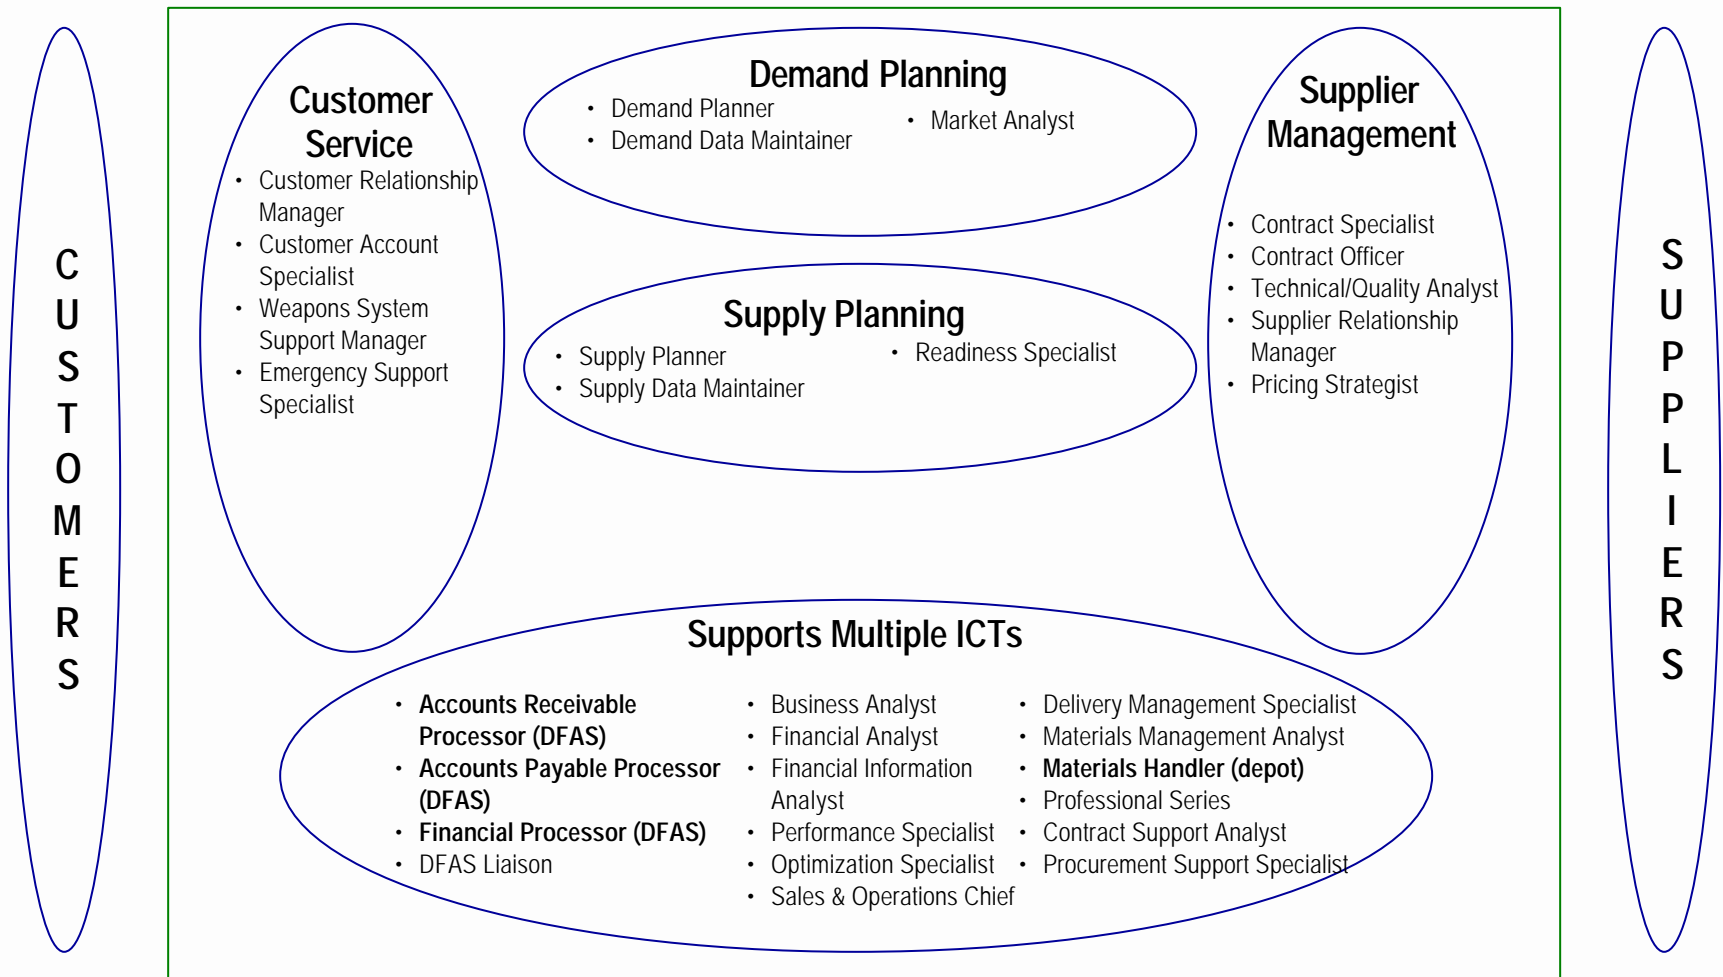 C
U
S
T
O
M
E
R
S
Customer
Service
• Customer Relationship
Manager
• Customer Account
Specialist
• Weapons System
Support Manager
• Emergency Support
Specialist
Demand Planning
• Demand Planner
• Demand Data Maintainer
• Market Analyst
Supply Planning
• Supply Planner
• Supply Data Maintainer
• Readiness Specialist
Supplier
Management
• Contract Specialist
• Contract Officer
• Technical/Quality Analyst
• Supplier Relationship
Manager
• Pricing Strategist
Supports Multiple ICTs
• Accounts Receivable
Processor (DFAS)
• Accounts Payable Processor
(DFAS)
• Financial Processor (DFAS)
• DFAS Liaison
• Business Analyst
• Financial Analyst
• Financial Information
Analyst
• Performance Specialist
• Optimization Specialist
• Sales & Operations Chief
• Delivery Management Specialist
• Materials Management Analyst
• Materials Handler (depot)
• Professional Series
• Contract Support Analyst
• Procurement Support Specialist
S
U
P
P
L
I
E
R
S